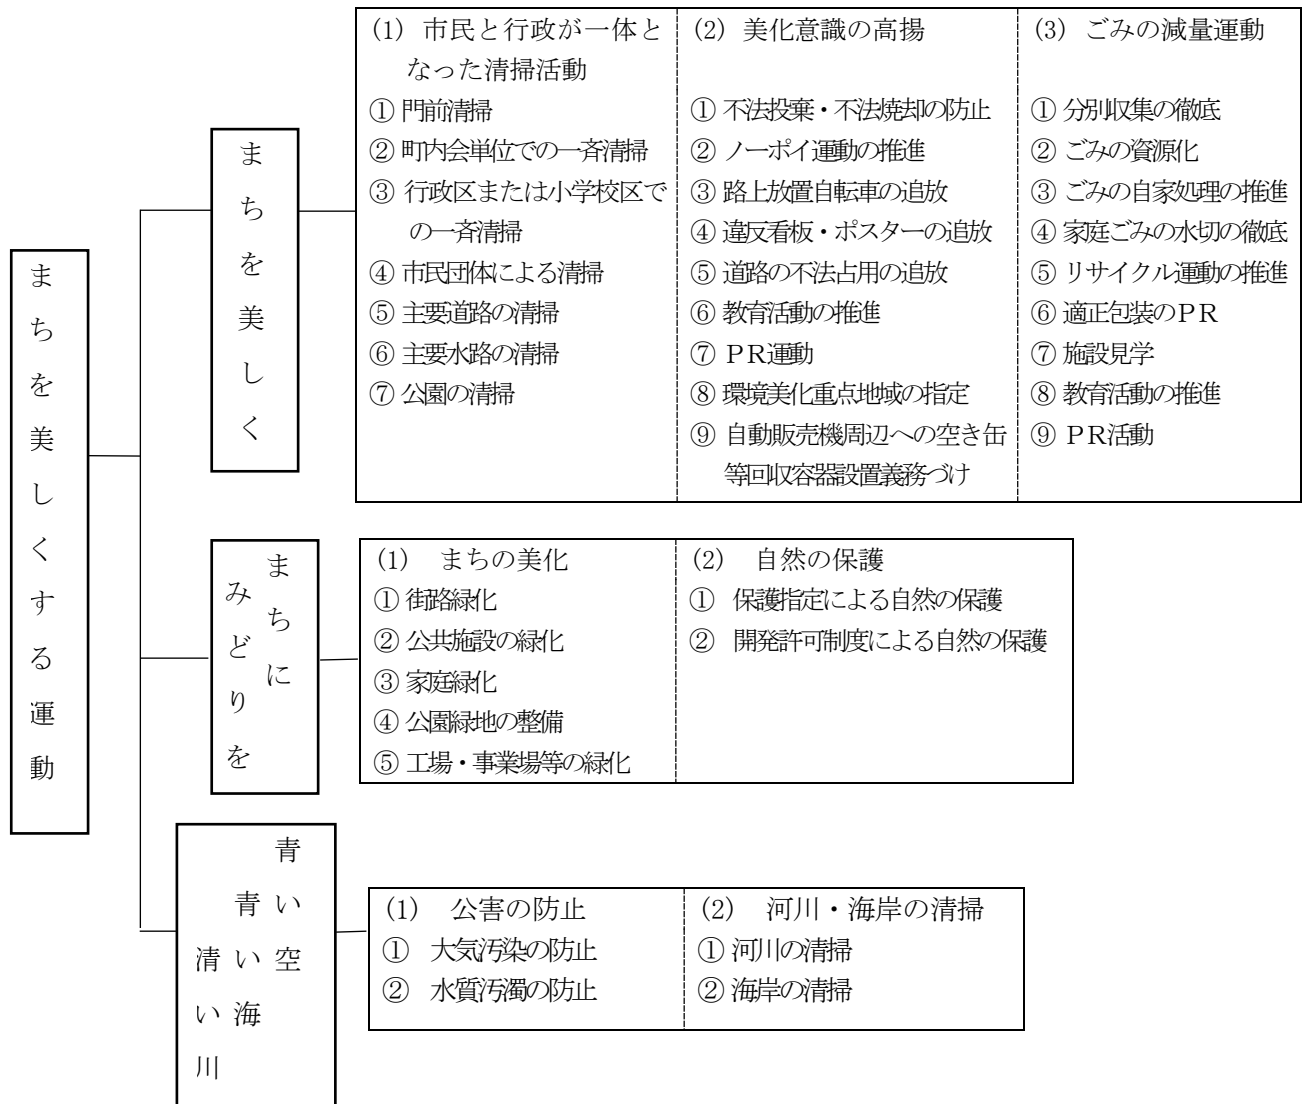 まちを美しくする運動
まちを美しく
(1) 市民と行政が一体と
なった清掃活動
① 門前清掃
② 町内会単位での一斉清掃
③ 行政区または小学校区で
の一斉清掃
④ 市民団体による清掃
⑤ 主要道路の清掃
⑥ 主要水路の清掃
⑦ 公園の清掃
(2) 美化意識の高揚
① 不法投棄・不法焼却の防止
② ノーポイ運動の推進
③ 路上放置自転車の追放
④ 違反看板・ポスターの追放
⑤ 道路の不法占用の追放
⑥ 教育活動の推進
⑦ ＰＲ運動
⑧ 環境美化重点地域の指定
⑨ 自動販売機周辺への空き缶
等回収容器設置義務づけ
(3) ごみの減量運動
① 分別収集の徹底
② ごみの資源化
③ ごみの自家処理の推進
④ 家庭ごみの水切の徹底
⑤ リサイクル運動の推進
⑥ 適正包装のＰＲ
⑦ 施設見学
⑧ 教育活動の推進
⑨ ＰＲ活動
まちに
みどりを
(1) まちの美化
① 街路緑化
② 公共施設の緑化
③ 家庭緑化
④ 公園緑地の整備
⑤ 工場・事業場等の緑化
(2) 自然の保護
① 保護指定による自然の保護
② 開発許可制度による自然の保護
青い空
青い海
清い川
(1) 公害の防止
① 大気汚染の防止
② 水質汚濁の防止
(2) 河川・海岸の清掃
① 河川の清掃
② 海岸の清掃